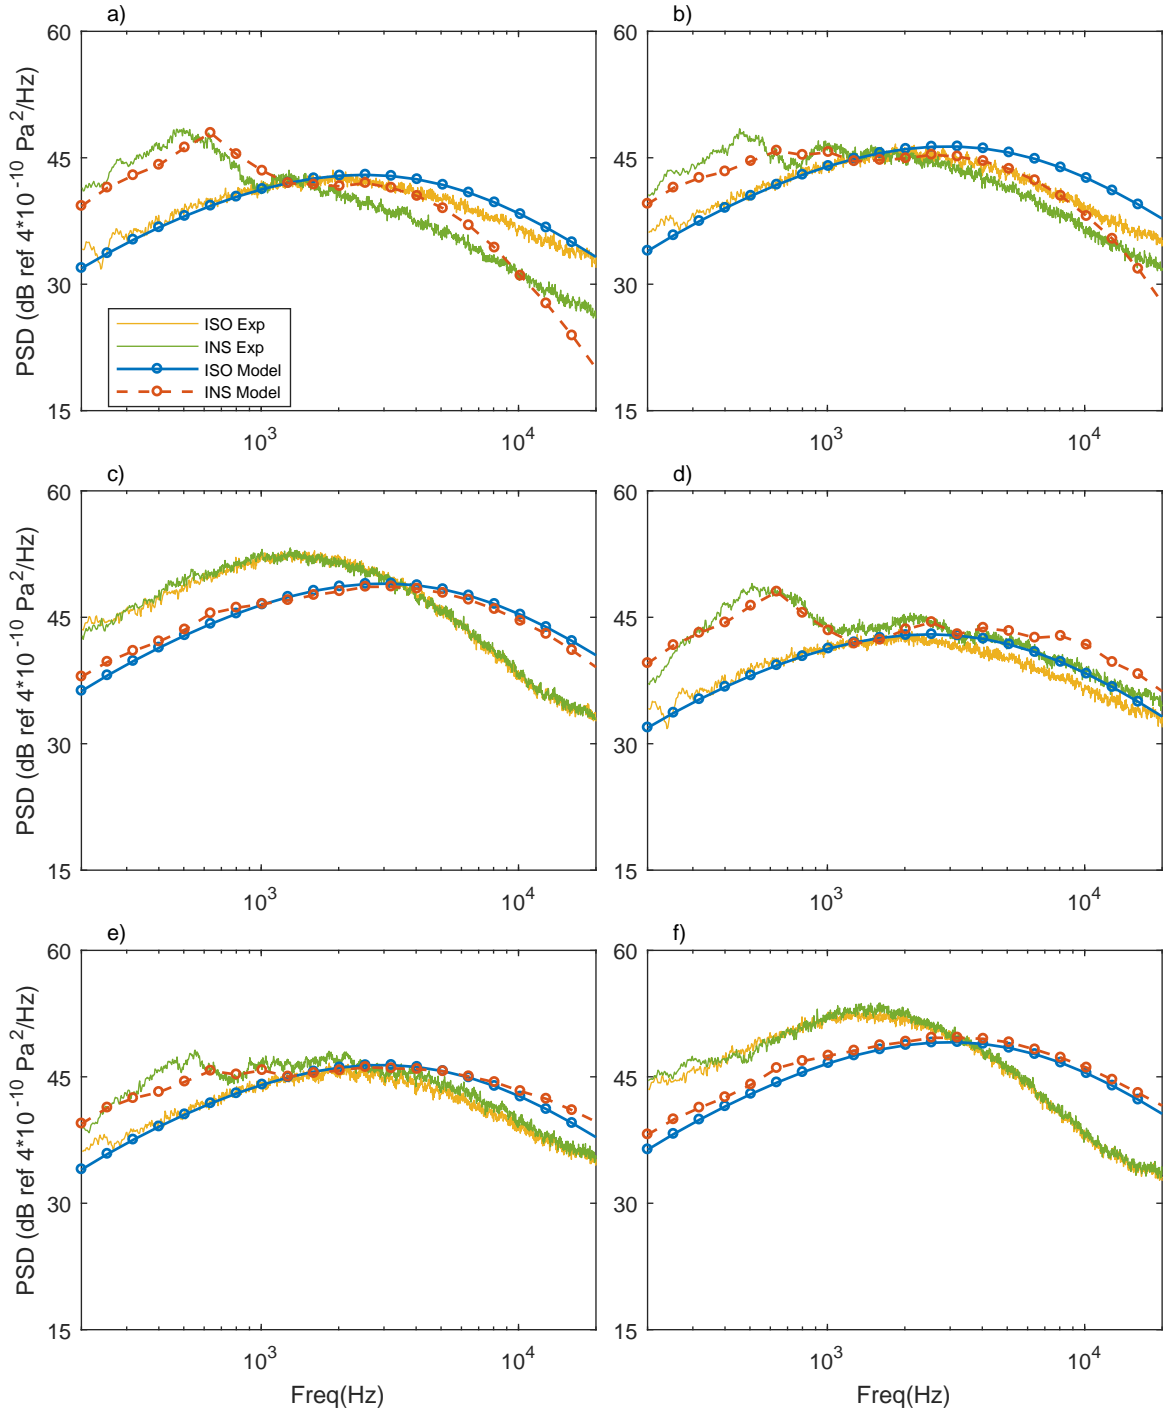 a)
b)
60
45
30
15
PSD (dB ref 4*10^-10 Pa^2/Hz)
ISO Exp
INS Exp
ISO Model
INS Model
10^3
10^4
60
45
30
15
10^3
10^4
c)
d)
60
45
30
15
PSD (dB ref 4*10^-10 Pa^2/Hz)
10^3
10^4
60
45
30
15
10^3
10^4
e)
f)
60
45
30
15
PSD (dB ref 4*10^-10 Pa^2/Hz)
10^3
10^4
Freq(Hz)
60
45
30
15
10^3
10^4
Freq(Hz)